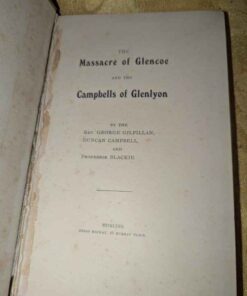 THE
Massacre of Glencoe
AND THE
Campbells of Glenlyon
BY THE
REV. GEORGE GILFILLAN,
DUNCAN CAMPBELL,
AND
PROFESSOR BLACKIE.